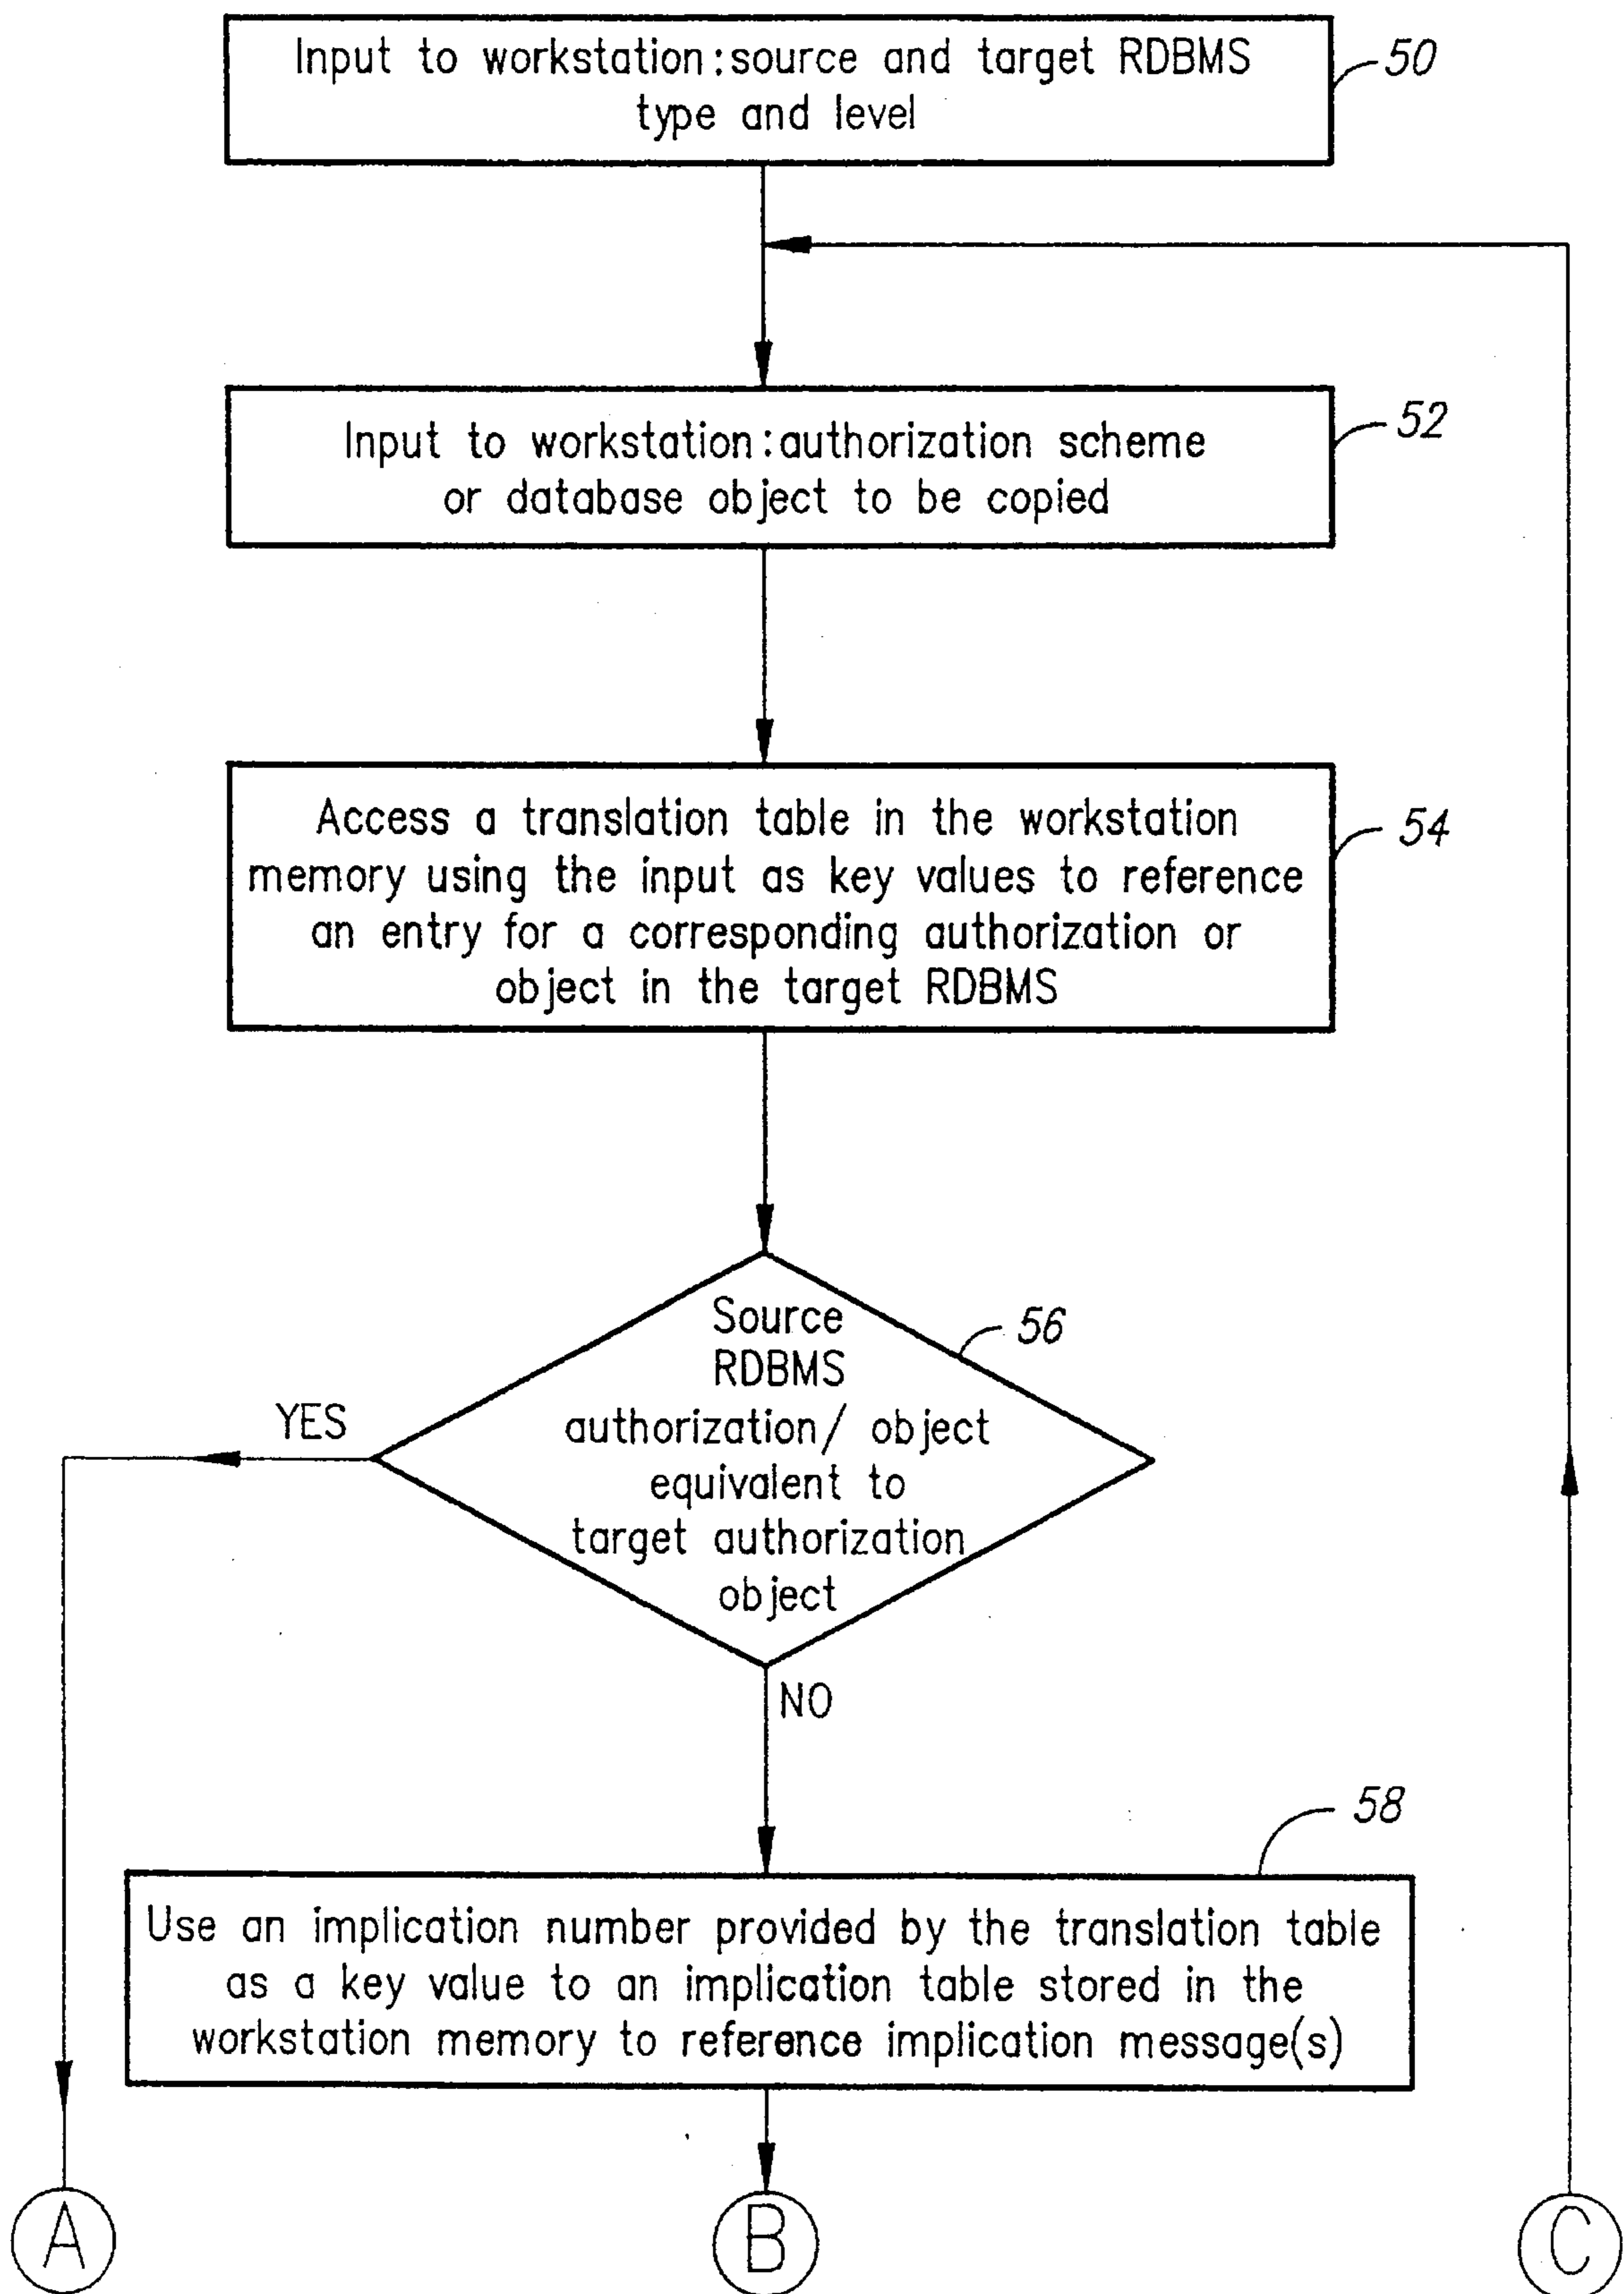 Input to workstation:source and target RDBMS
type and level
50
Input to workstation:authorization scheme
or database object to be copied
52
Access a translation table in the workstation
memory using the input as key values to reference
an entry for a corresponding authorization or
object in the target RDBMS
54
Source
RDBMS
authorization/ object
equivalent to
target authorization
object
56
YES
NO
58
Use an implication number provided by the translation table
as a key value to an implication table stored in the
workstation memory to reference implication message(s)
A
B
C